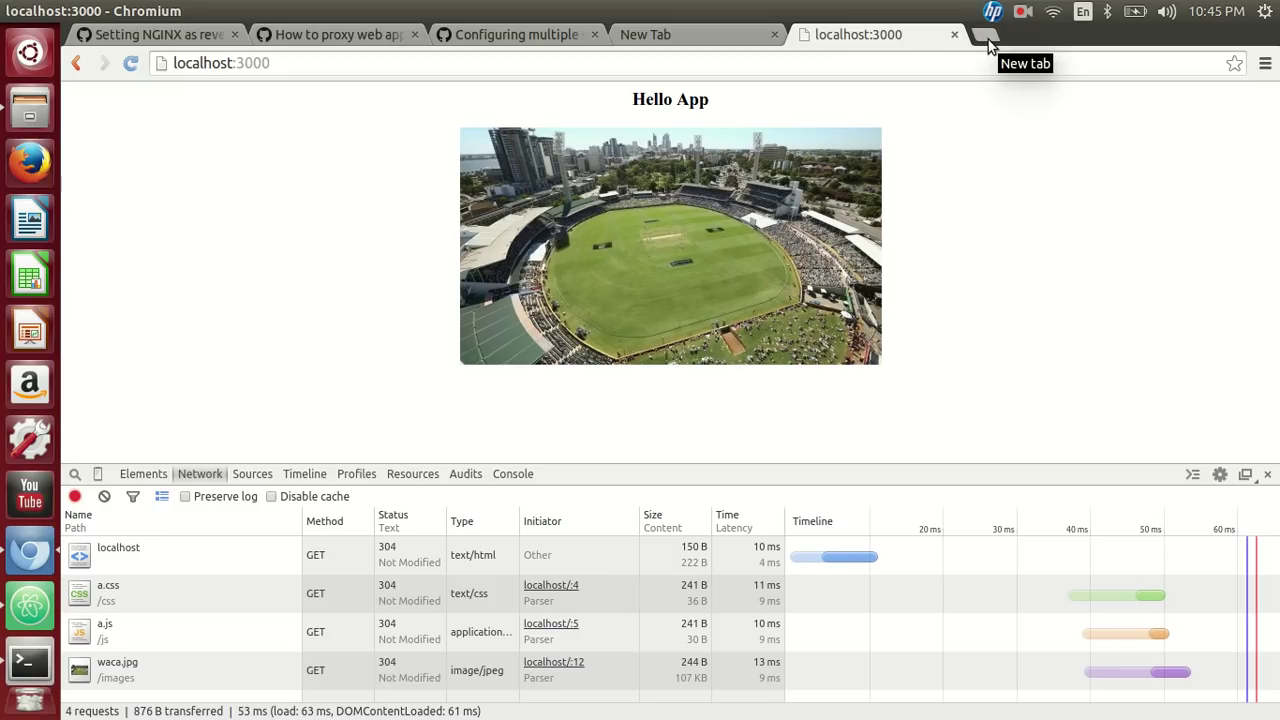 localhost:3000 - Chromium
En
10:45 PM
Setting NGINX as reve
How to proxy web app
Configuring multiple
New Tab
localhost:3000
localhost:3000
New tab
Hello App
Elements Network Sources Timeline Profiles Resources Audits Console
Preserve log Disable cache
Name Method Status Type Initiator Size Time Timeline
Path Text Content Latency
20 ms 30 ms 40 ms 50 ms 60 ms
localhost GET 304 text/html Other 150 B 10 ms
Not Modified 222 B 4 ms
a.css GET 304 text/css localhost/:4 241 B 11 ms
/css Not Modified Parser 36 B 9 ms
a.js GET 304 application... localhost/:5 241 B 10 ms
/js Not Modified Parser 30 B 9 ms
waca.jpg GET 304 image/jpeg localhost/:12 244 B 13 ms
/images Not Modified Parser 107 KB 9 ms
4 requests | 876 B transferred | 53 ms (load: 63 ms, DOMContentLoaded: 61 ms)
hp
a
You
Tube
CSS
JS